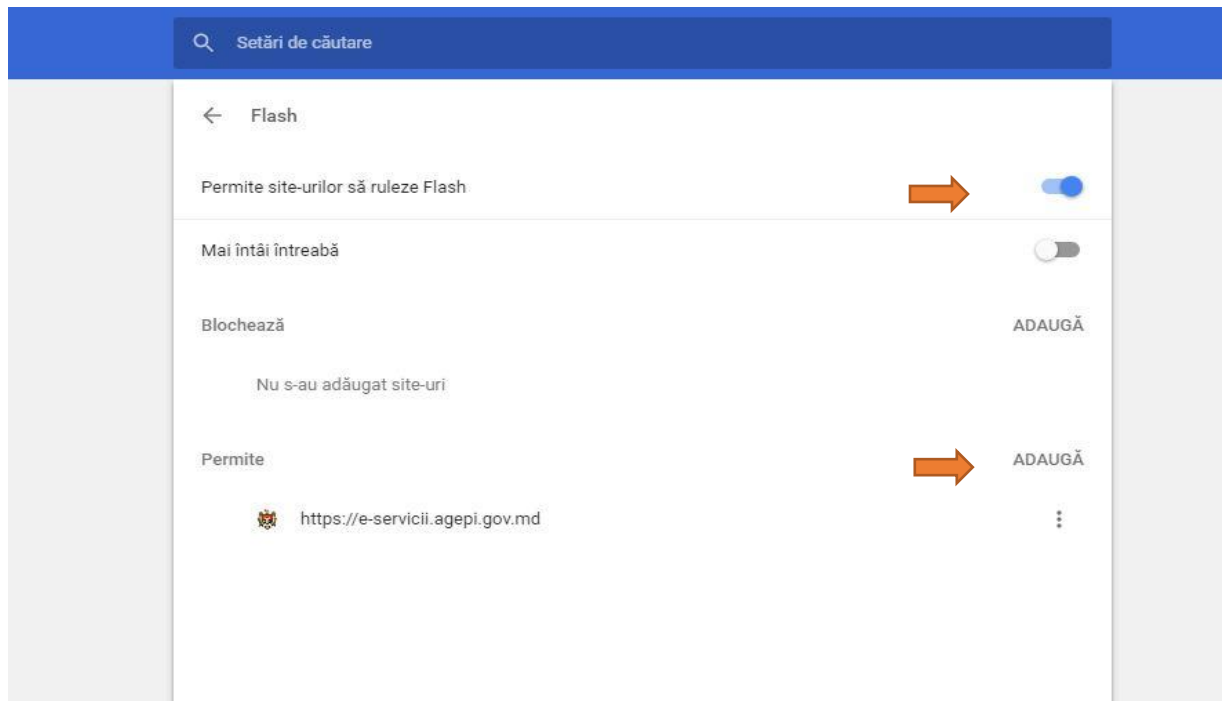 Setări de căutare
Flash
Permite site-urilor să ruleze Flash
Mai întâi întreabă
Blochează ADAUGĂ
Nu s-au adăugat site-uri
Permite ADAUGĂ
https://e-servicii.agepi.gov.md